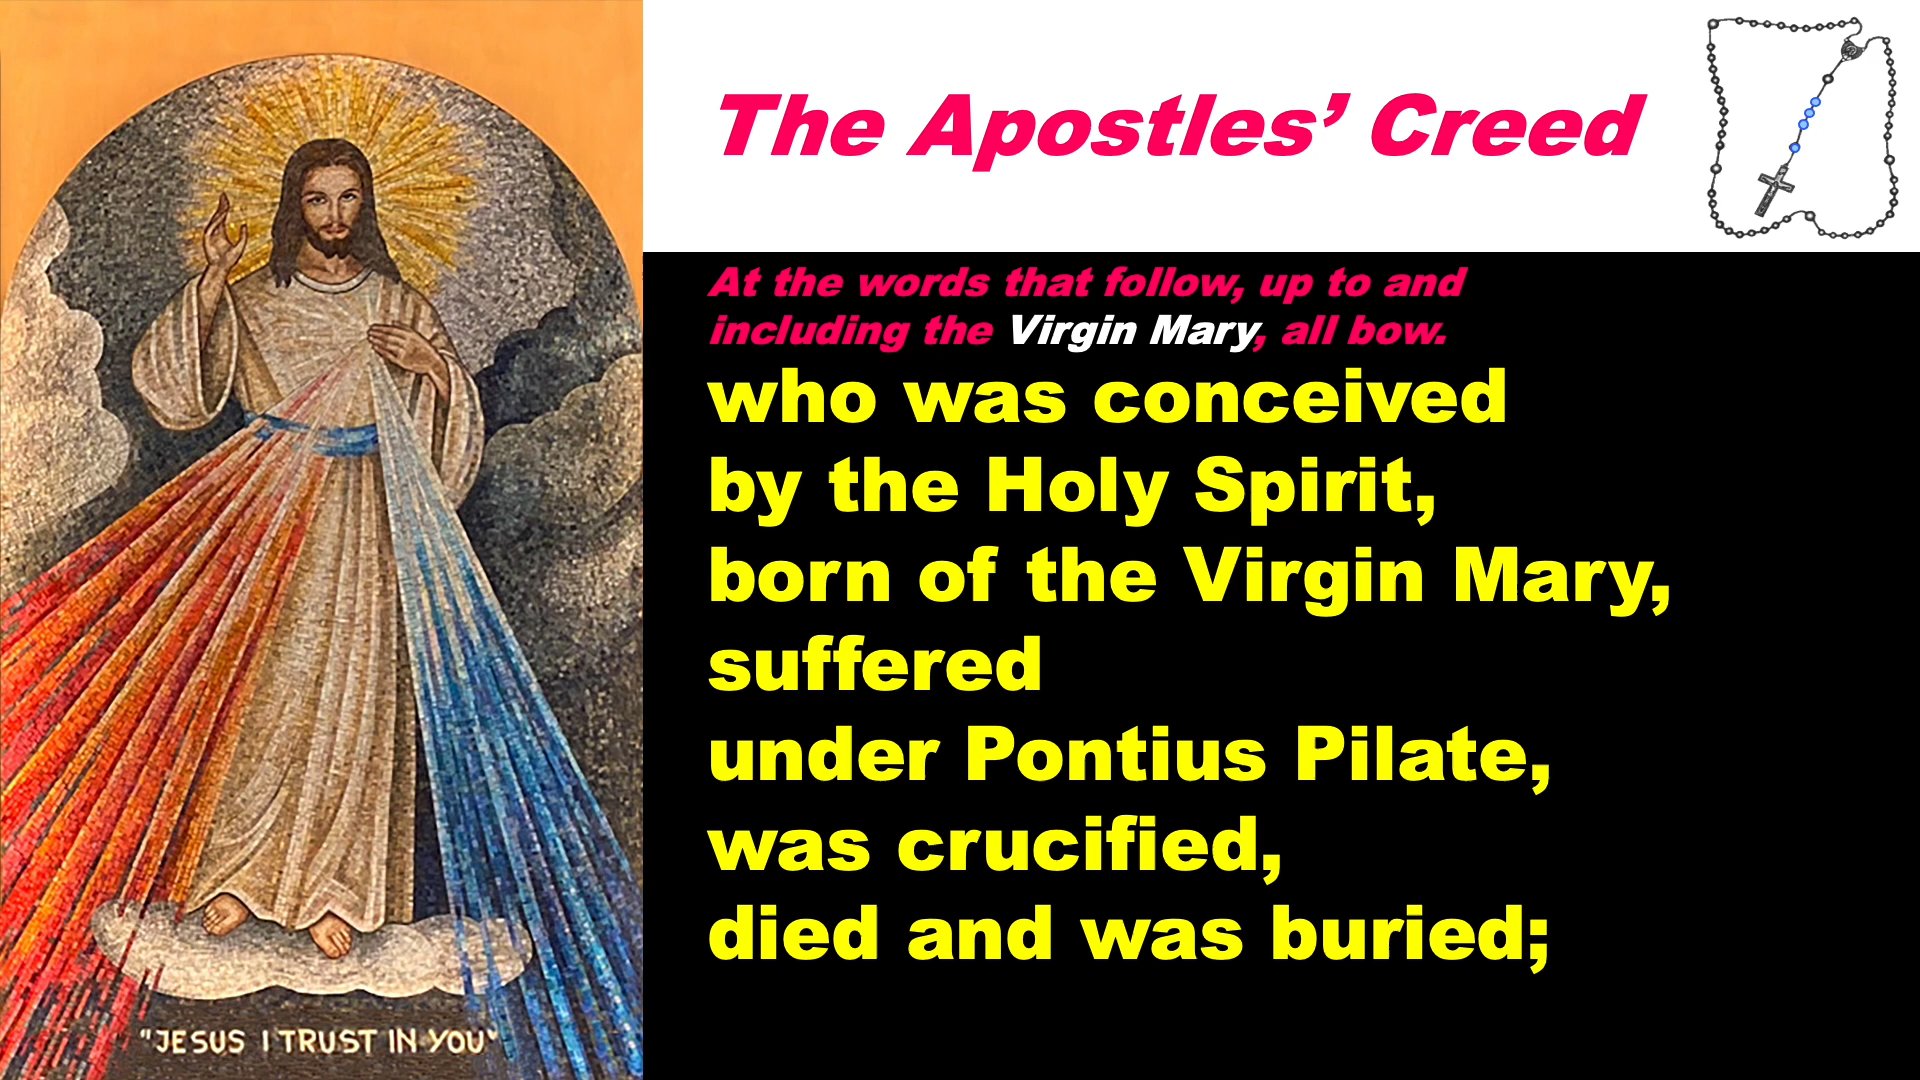 The Apostles’ Creed
At the words that follow, up to and
including the Virgin Mary, all bow.
who was conceived
by the Holy Spirit,
born of the Virgin Mary,
suffered
under Pontius Pilate,
was crucified,
died and was buried;
"JESUS I TRUST IN YOU"